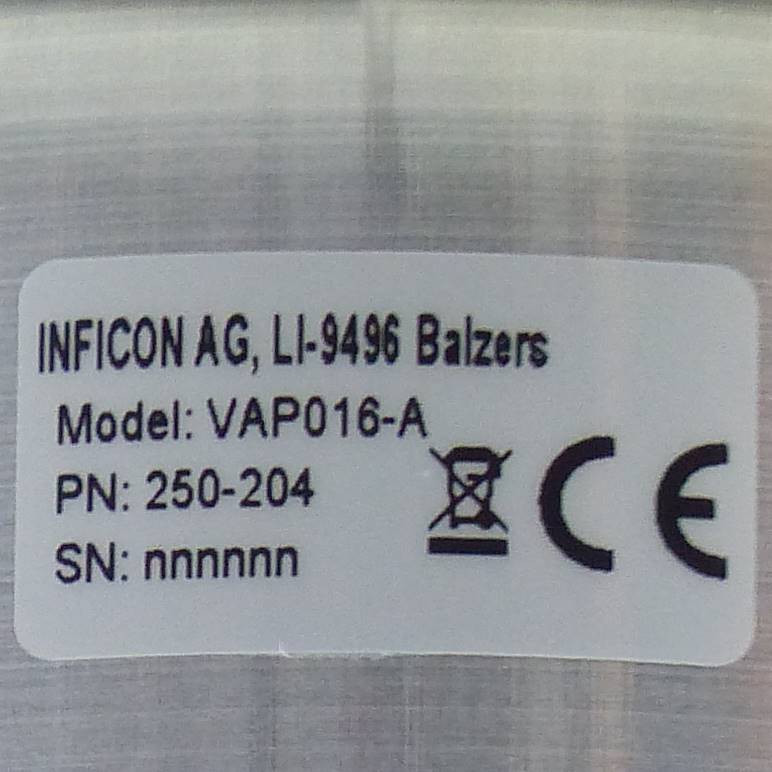 INFICON AG, LI-9496 Balzers
Model: VAP016-A
PN: 250-204
SN: nnnnnn
CE